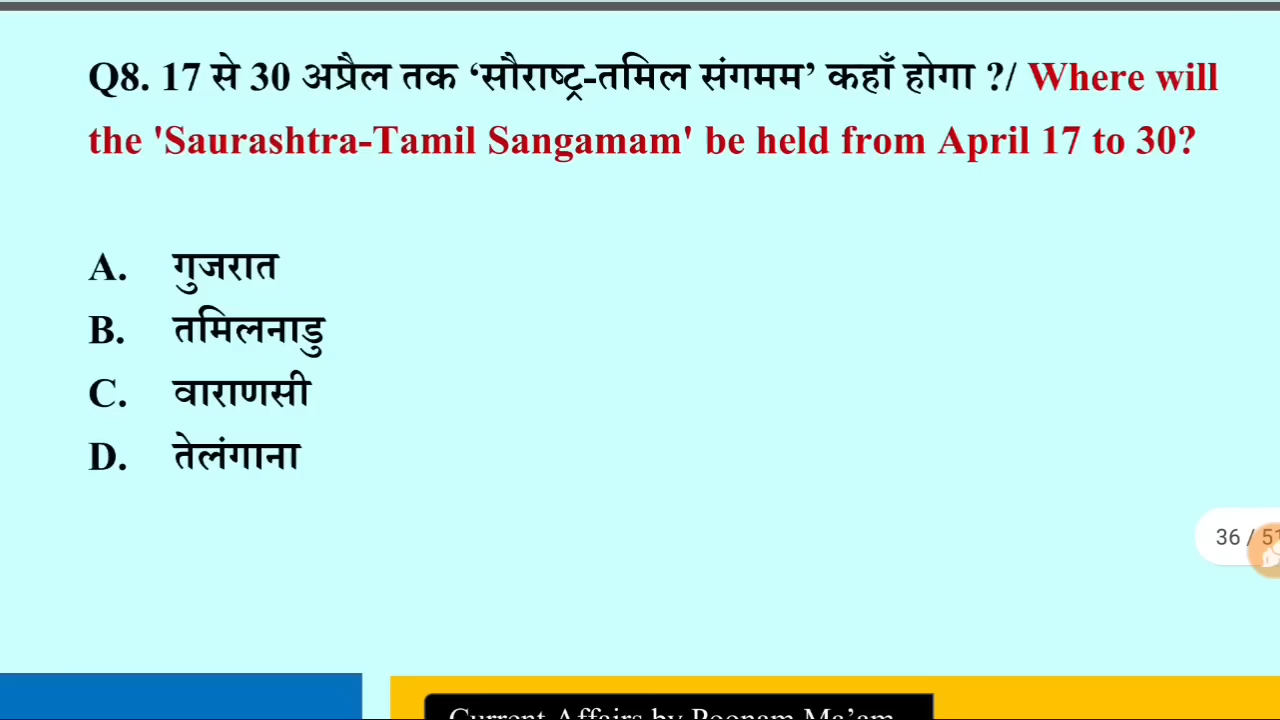 Q8. 17 से 30 अप्रैल तक ‘सौराष्ट्र-तमिल संगमम’ कहाँ होगा ?/ Where will
the 'Saurashtra-Tamil Sangamam' be held from April 17 to 30?
A. गुजरात
B. तमिलनाडु
C. वाराणसी
D. तेलंगाना
36 / 51
Current Affairs by Poonam Ma’am